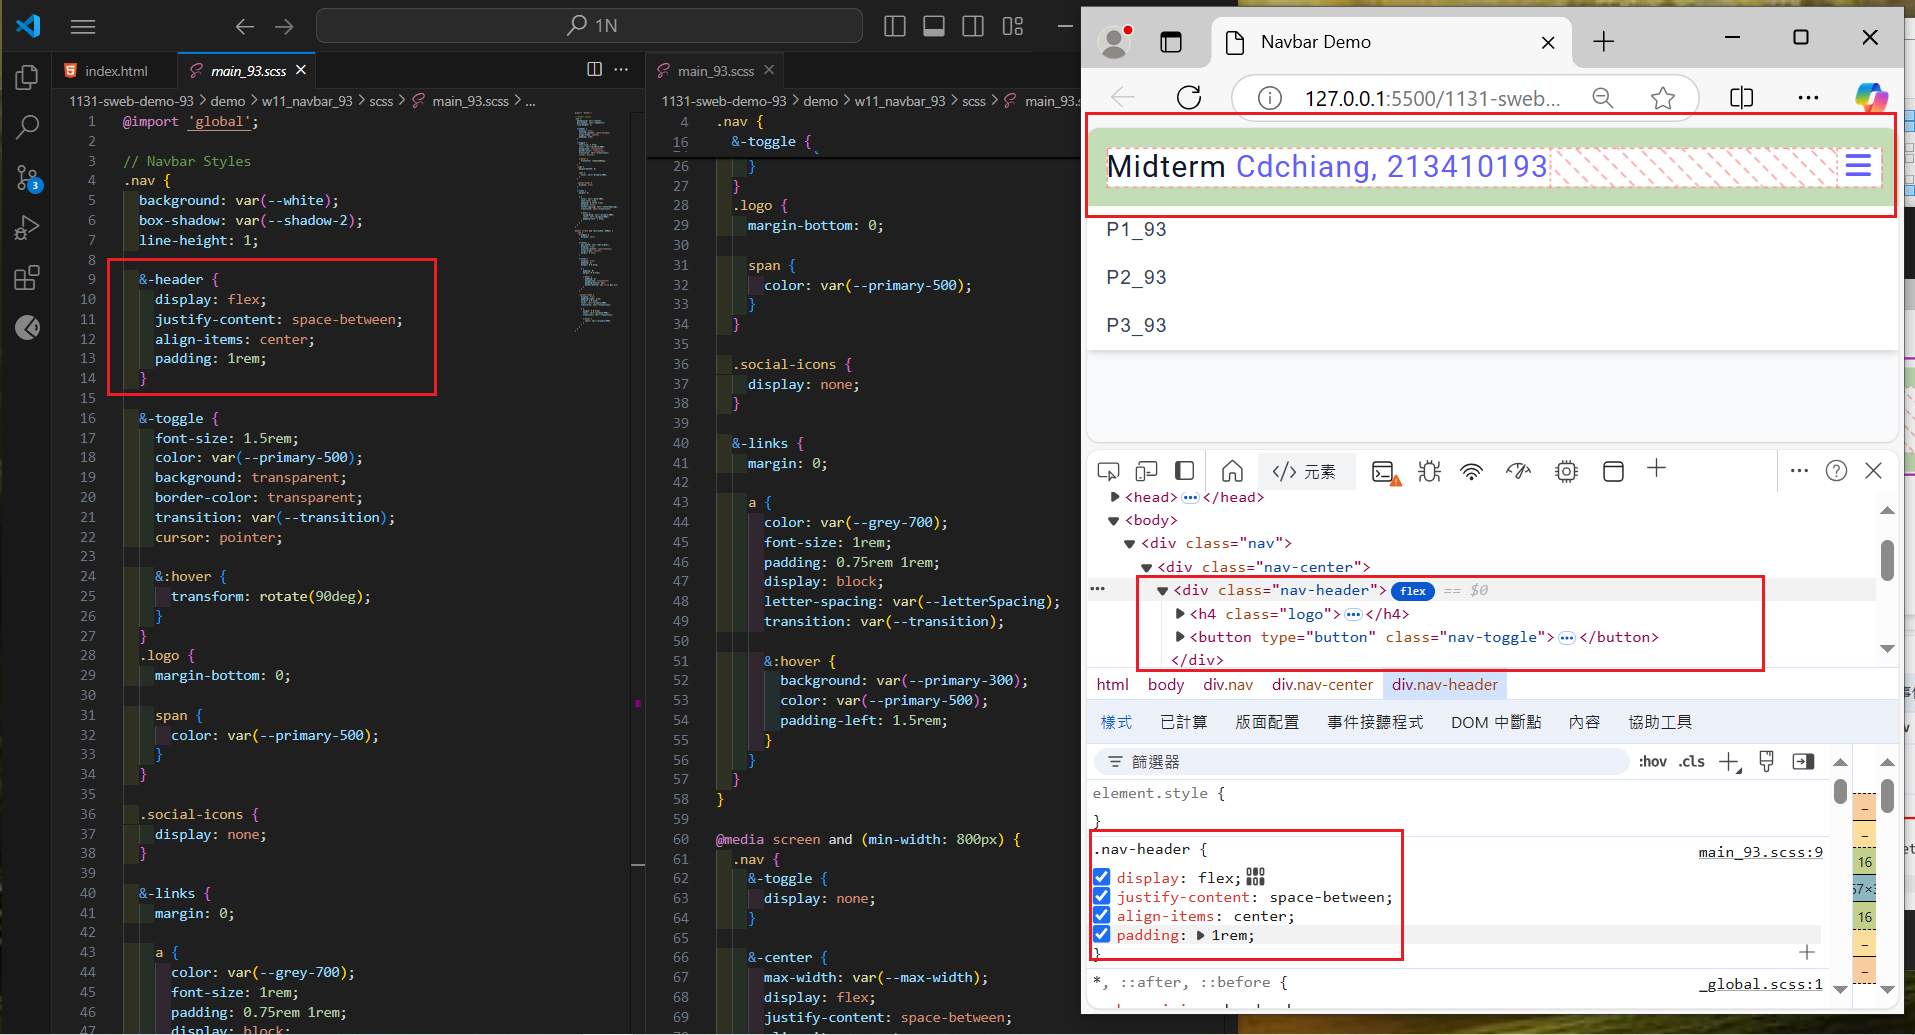 1N
index.html
main_93.scss
main_93.scss
1131-sweb-demo-93 > demo > w11_navbar_93 > scss > main_93.scss > ...
1 @import 'global';
2
3 // Navbar Styles
4 .nav {
5 background: var(--white);
6 box-shadow: var(--shadow-2);
7 line-height: 1;
8
9 &-header {
10 display: flex;
11 justify-content: space-between;
12 align-items: center;
13 padding: 1rem;
14 }
15
16 &-toggle {
17 font-size: 1.5rem;
18 color: var(--primary-500);
19 background: transparent;
20 border-color: transparent;
21 transition: var(--transition);
22 cursor: pointer;
23
24 &:hover {
25 transform: rotate(90deg);
26 }
27 }
28 .logo {
29 margin-bottom: 0;
30
31 span {
32 color: var(--primary-500);
33 }
34 }
35
36 .social-icons {
37 display: none;
38 }
39
40 &-links {
41 margin: 0;
42
43 a {
44 color: var(--grey-700);
45 font-size: 1rem;
46 padding: 0.75rem 1rem;
47 display: block;
1131-sweb-demo-93 > demo > w11_navbar_93 > scss > main_93.s
4 .nav {
16 &-toggle {
26 }
27 }
28 .logo {
29 margin-bottom: 0;
30
31 span {
32 color: var(--primary-500);
33 }
34 }
35
36 .social-icons {
37 display: none;
38 }
39
40 &-links {
41 margin: 0;
42
43 a {
44 color: var(--grey-700);
45 font-size: 1rem;
46 padding: 0.75rem 1rem;
47 display: block;
48 letter-spacing: var(--letterSpacing);
49 transition: var(--transition);
50
51 &:hover {
52 background: var(--primary-300);
53 color: var(--primary-500);
54 padding-left: 1.5rem;
55 }
56 }
57 }
58 }
59
60 @media screen and (min-width: 800px) {
61 .nav {
62 &-toggle {
63 display: none;
64 }
65
66 &-center {
67 max-width: var(--max-width);
68 display: flex;
69 justify-content: space-between;
70
3
Navbar Demo
127.0.0.1:5500/1131-sweb...
Midterm Cdchiang, 213410193
P1_93
P2_93
P3_93
</> 元素
<head>…</head>
<body>
<div class="nav">
<div class="nav-center">
<div class="nav-header"> flex == $0
<h4 class="logo">…</h4>
<button type="button" class="nav-toggle">…</button>
</div>
html body div.nav div.nav-center div.nav-header
樣式 已計算 版面配置 事件接聽程式 DOM 中斷點 內容 協助工具
篩選器 :hov .cls
element.style {
}
.nav-header { main_93.scss:9
display: flex;
justify-content: space-between;
align-items: center;
padding: 1rem;
}
*, ::after, ::before { _global.scss:1
16
16